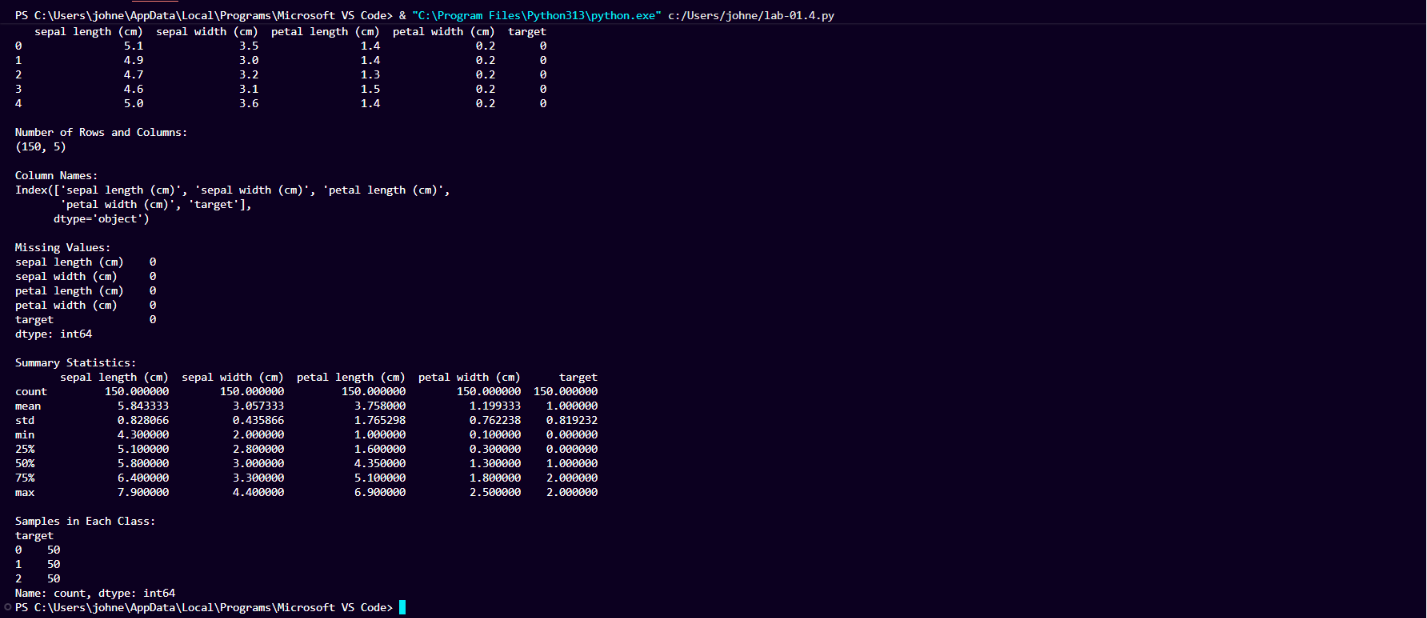 PS C:\Users\johne\AppData\Local\Programs\Microsoft VS Code> & "C:\Program Files\Python313\python.exe" c:/Users/johne/lab-01.4.py
   sepal length (cm)  sepal width (cm)  petal length (cm)  petal width (cm)  target
0                5.1               3.5                1.4               0.2       0
1                4.9               3.0                1.4               0.2       0
2                4.7               3.2                1.3               0.2       0
3                4.6               3.1                1.5               0.2       0
4                5.0               3.6                1.4               0.2       0

Number of Rows and Columns:
(150, 5)

Column Names:
Index(['sepal length (cm)', 'sepal width (cm)', 'petal length (cm)',
       'petal width (cm)', 'target'],
      dtype='object')

Missing Values:
sepal length (cm)    0
sepal width (cm)     0
petal length (cm)    0
petal width (cm)     0
target               0
dtype: int64

Summary Statistics:
       sepal length (cm)  sepal width (cm)  petal length (cm)  petal width (cm)      target
count         150.000000        150.000000         150.000000        150.000000  150.000000
mean            5.843333          3.057333           3.758000          1.199333    1.000000
std             0.828066          0.435866           1.765298          0.762238    0.819232
min             4.300000          2.000000           1.000000          0.100000    0.000000
25%             5.100000          2.800000           1.600000          0.300000    0.000000
50%             5.800000          3.000000           4.350000          1.300000    1.000000
75%             6.400000          3.300000           5.100000          1.800000    2.000000
max             7.900000          4.400000           6.900000          2.500000    2.000000

Samples in Each Class:
target
0    50
1    50
2    50
Name: count, dtype: int64
PS C:\Users\johne\AppData\Local\Programs\Microsoft VS Code>